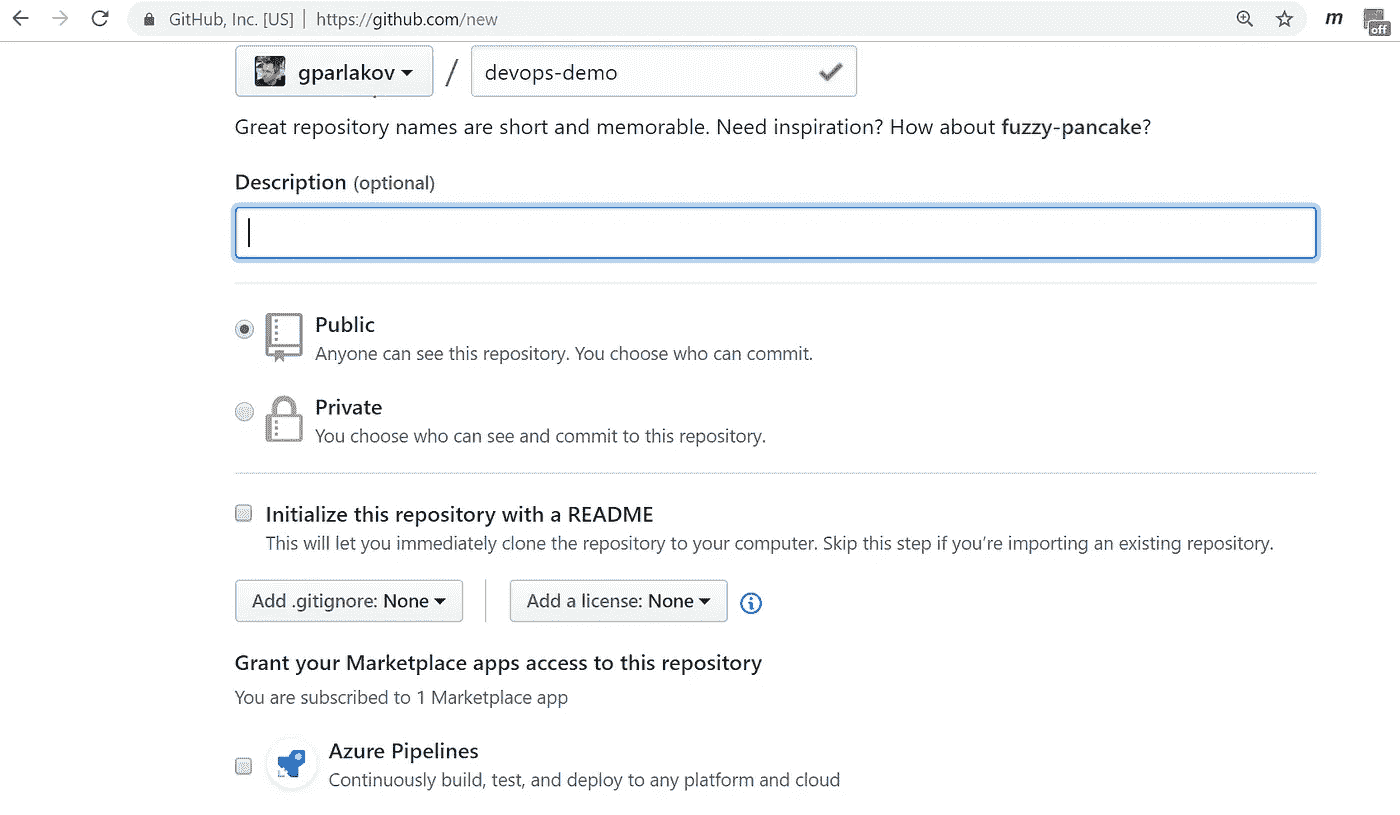 GitHub, Inc. [US] | https://github.com/new
m
off
gparlakov / devops-demo
Great repository names are short and memorable. Need inspiration? How about fuzzy-pancake?
Description (optional)
Public
Anyone can see this repository. You choose who can commit.
Private
You choose who can see and commit to this repository.
Initialize this repository with a README
This will let you immediately clone the repository to your computer. Skip this step if you’re importing an existing repository.
Add .gitignore: None
Add a license: None
Grant your Marketplace apps access to this repository
You are subscribed to 1 Marketplace app
Azure Pipelines
Continuously build, test, and deploy to any platform and cloud